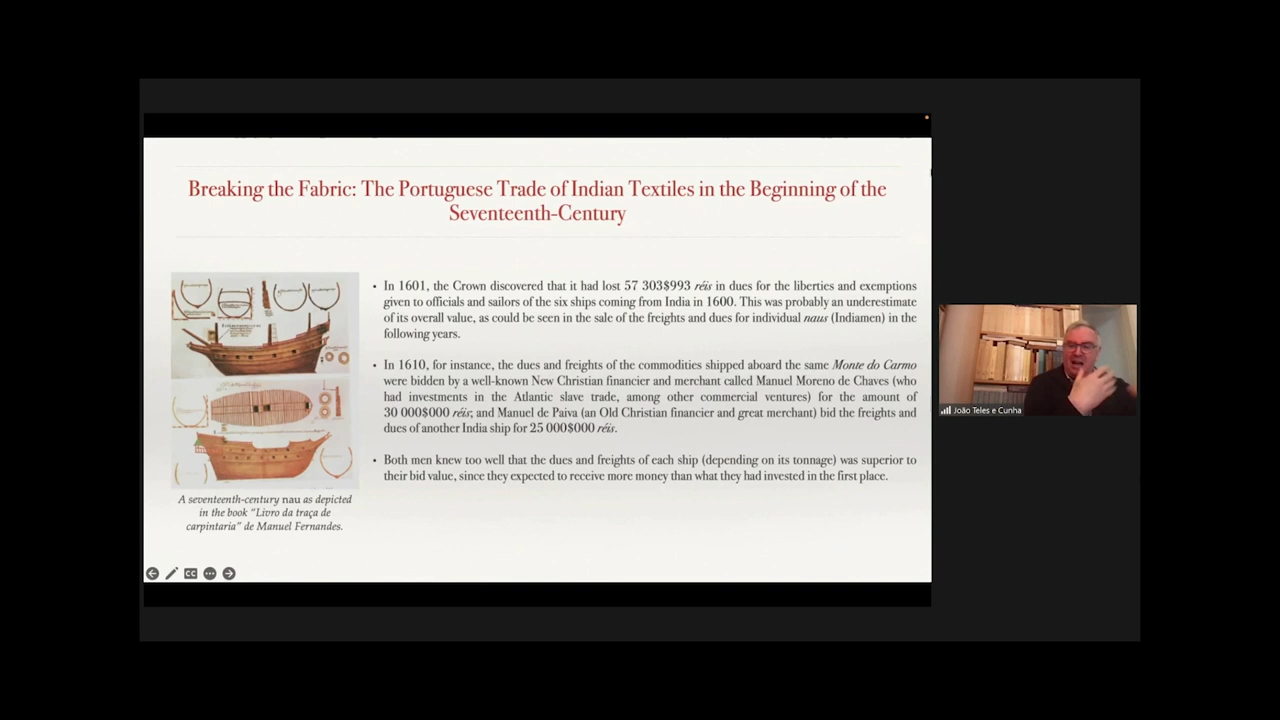 Breaking the Fabric: The Portuguese Trade of Indian Textiles in the Beginning of the
Seventeenth-Century
• In 1601, the Crown discovered that it had lost 57 303$993 réis in dues for the liberties and exemptions
given to officials and sailors of the six ships coming from India in 1600. This was probably an underestimate
of its overall value, as could be seen in the sale of the freights and dues for individual naus (Indiamen) in the
following years.
• In 1610, for instance, the dues and freights of the commodities shipped aboard the same Monte do Carmo
were bidden by a well-known New Christian financier and merchant called Manuel Moreno de Chaves (who
had investments in the Atlantic slave trade, among other commercial ventures) for the amount of
30 000$000 réis; and Manuel de Paiva (an Old Christian financier and great merchant) bid the freights and
dues of another India ship for 25 000$000 réis.
• Both men knew too well that the dues and freights of each ship (depending on its tonnage) was superior to
their bid value, since they expected to receive more money than what they had invested in the first place.
A seventeenth-century nau as depicted
in the book "Livro da traça de
carpintaria" de Manuel Fernandes.
CC
João Teles e Cunha